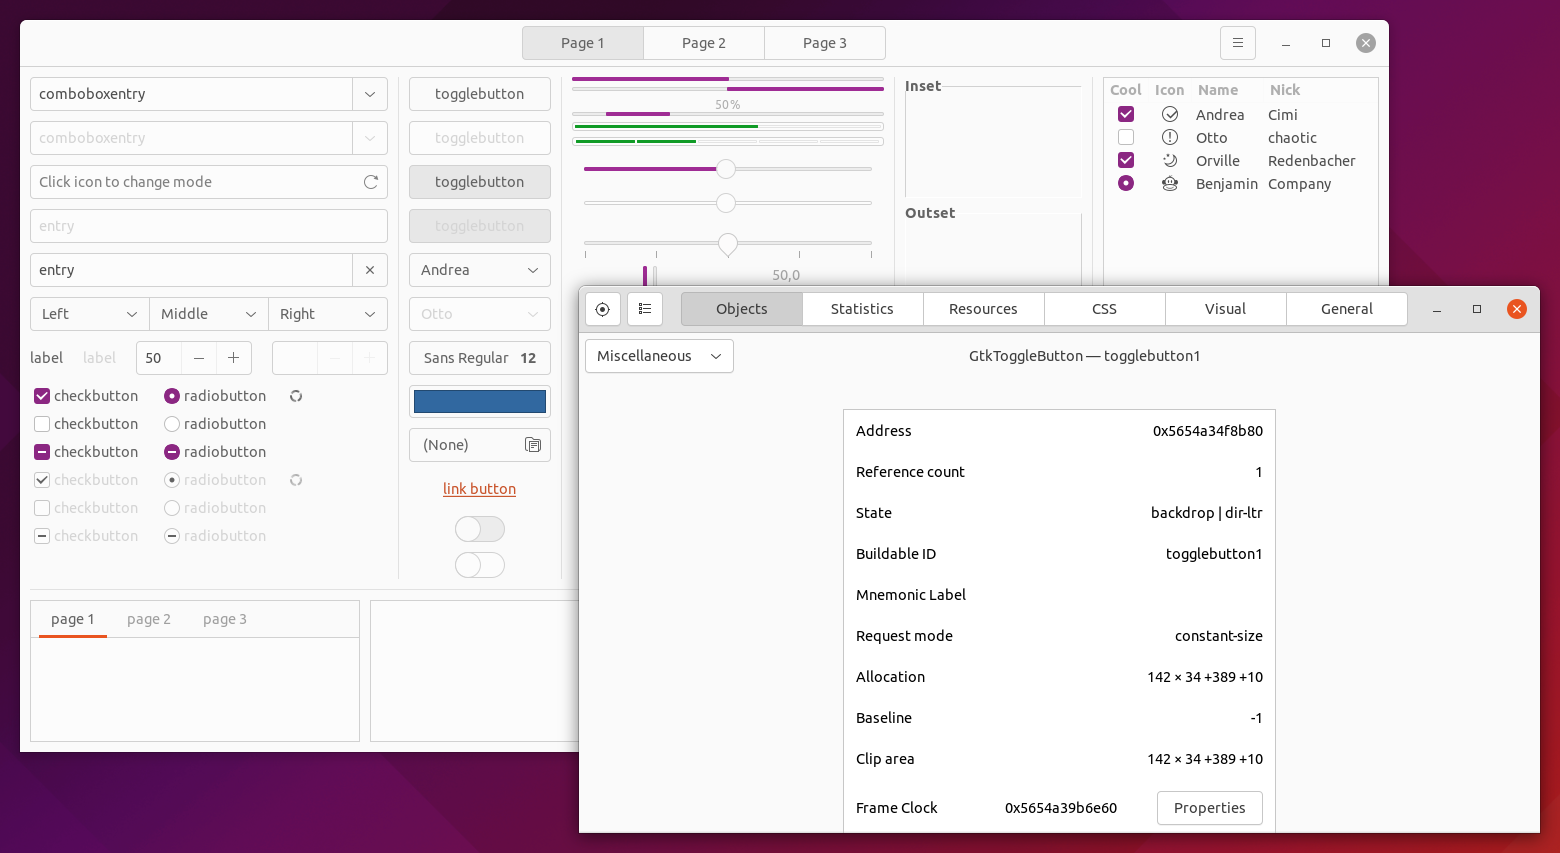 Page 1 Page 2 Page 3
comboboxentry
comboboxentry
Click icon to change mode
entry
entry
Left Middle Right
label label 50
checkbutton radiobutton
checkbutton radiobutton
checkbutton radiobutton
checkbutton radiobutton
checkbutton radiobutton
checkbutton radiobutton
togglebutton
togglebutton
togglebutton
togglebutton
Andrea
Otto
Sans Regular 12
(None)
link button
50%
50,0
Inset
Outset
Cool Icon Name Nick
Andrea Cimi
Otto chaotic
Orville Redenbacher
Benjamin Company
page 1 page 2 page 3
Objects Statistics Resources CSS Visual General
Miscellaneous GtkToggleButton — togglebutton1
Address 0x5654a34f8b80
Reference count 1
State backdrop | dir-ltr
Buildable ID togglebutton1
Mnemonic Label
Request mode constant-size
Allocation 142 × 34 +389 +10
Baseline -1
Clip area 142 × 34 +389 +10
Frame Clock 0x5654a39b6e60 Properties